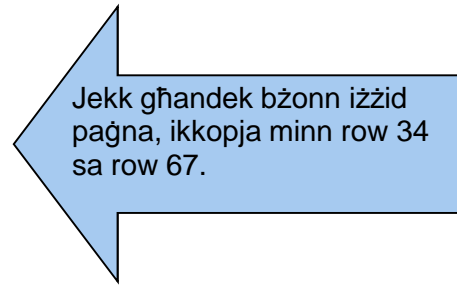 Jekk għandek bżonn iżżid
paġna, ikkopja minn row 34
sa row 67.